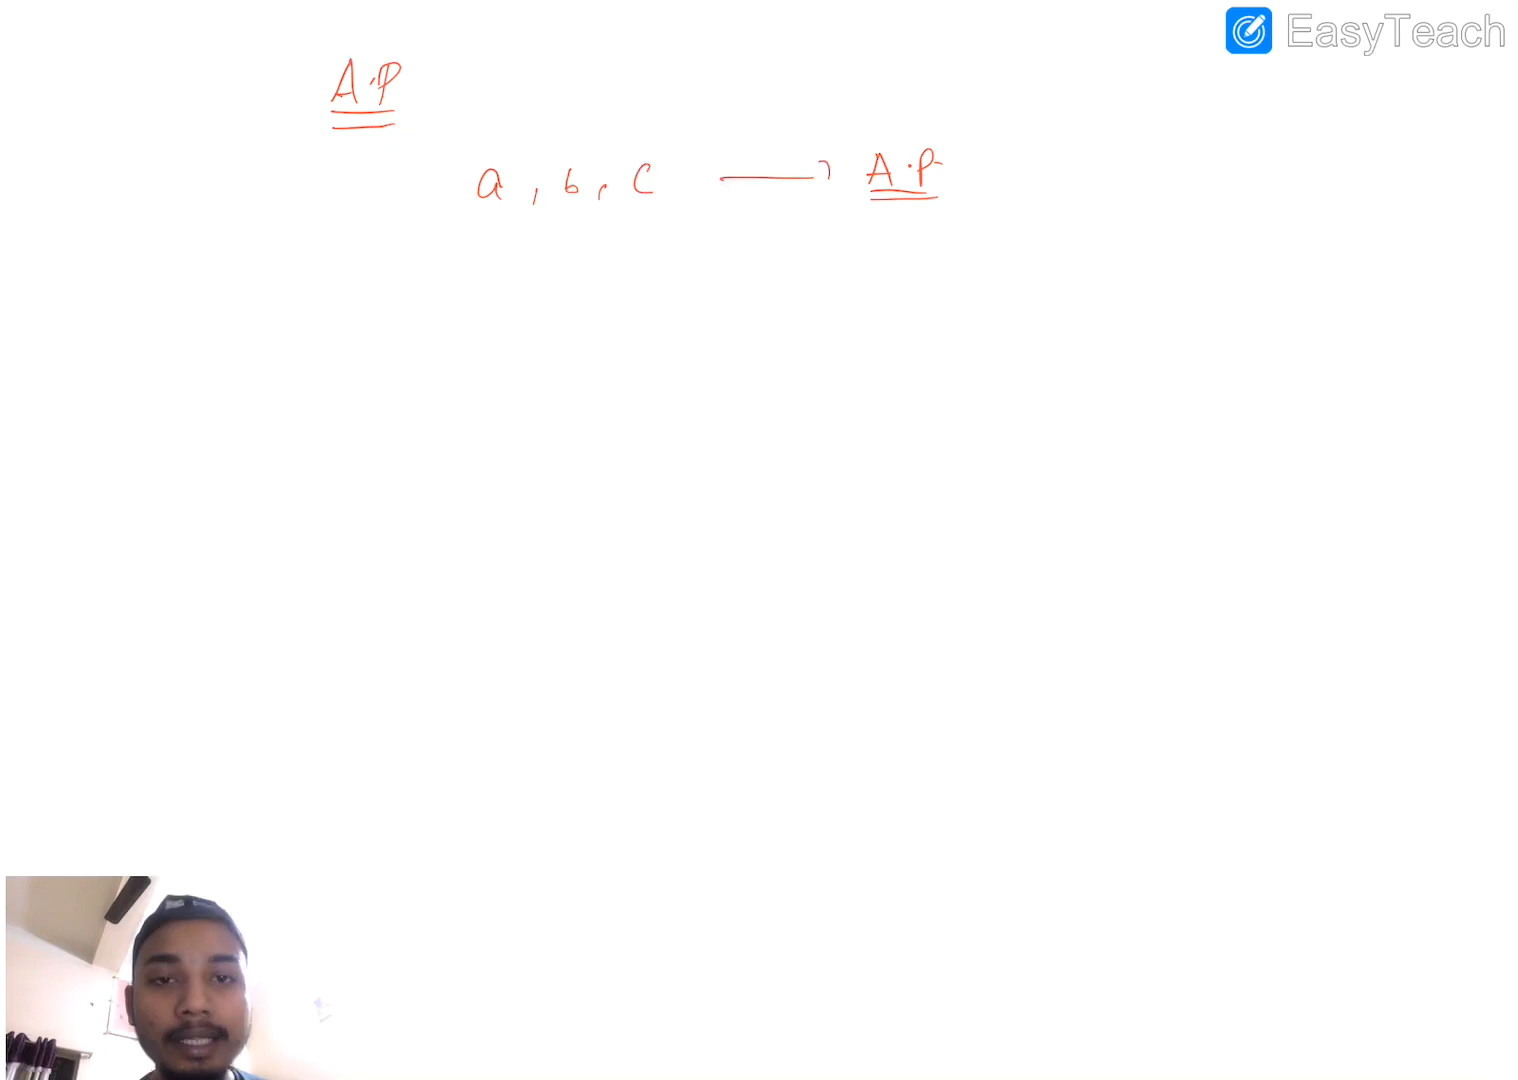 EasyTeach
A.P
a, b, c → A.P